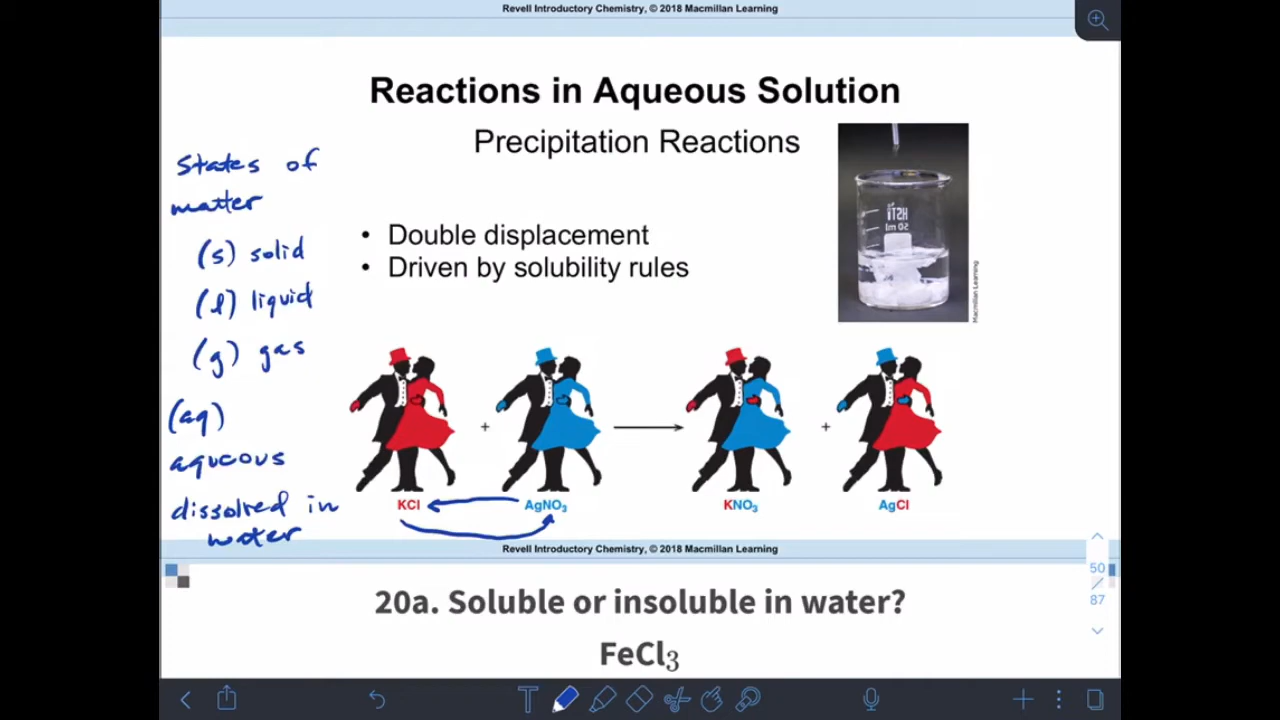 Revell Introductory Chemistry, © 2018 Macmillan Learning
Reactions in Aqueous Solution
Precipitation Reactions
States of
matter
(s) solid
(l) liquid
(g) gas
(aq)
aqueous
dissolved in
water
• Double displacement
• Driven by solubility rules
Macmillan Learning
+
+
KCl
AgNO₃
KNO₃
AgCl
Revell Introductory Chemistry, © 2018 Macmillan Learning
20a. Soluble or insoluble in water?
FeCl₃
50
/
87